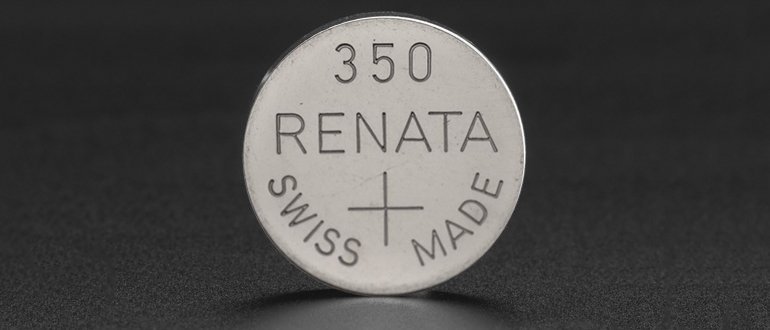 350
RENATA
SWISS + MADE